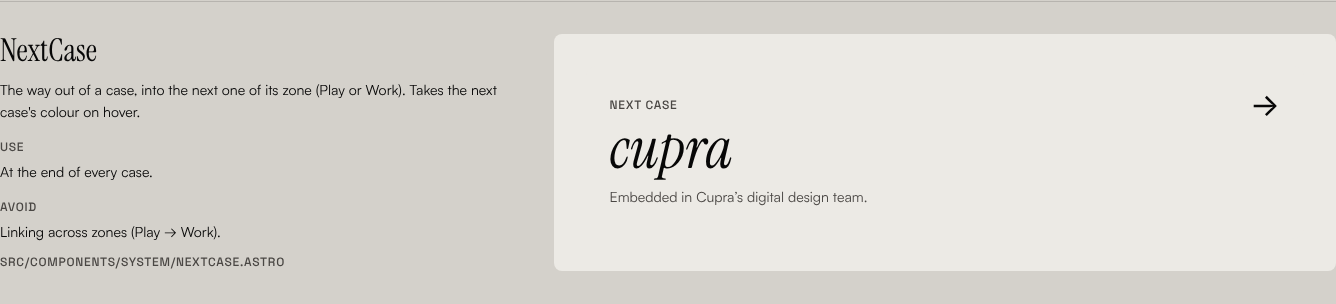 NextCase
The way out of a case, into the next one of its zone (Play or Work). Takes the next
case's colour on hover.
USE
At the end of every case.
AVOID
Linking across zones (Play → Work).
SRC/COMPONENTS/SYSTEM/NEXTCASE.ASTRO
NEXT CASE
cupra
Embedded in Cupra’s digital design team.